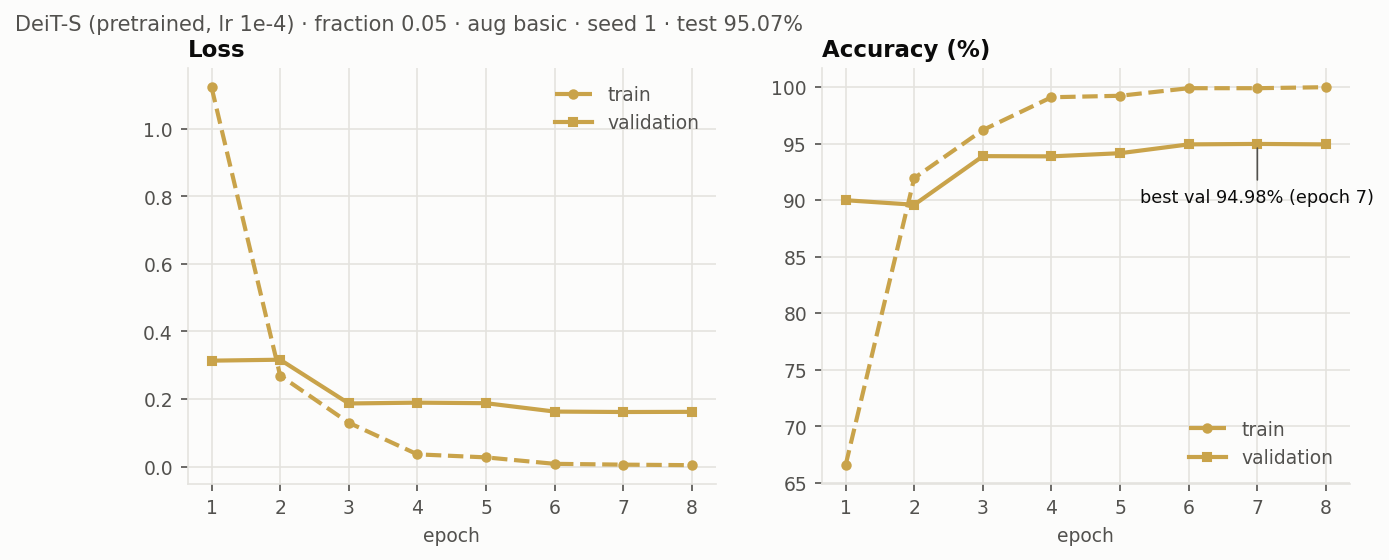 DeiT-S (pretrained, lr 1e-4) · fraction 0.05 · aug basic · seed 1 · test 95.07%
Loss
train
validation
1.0
0.8
0.6
0.4
0.2
0.0
1 2 3 4 5 6 7 8
epoch
Accuracy (%)
100
95
90
85
80
75
70
65
best val 94.98% (epoch 7)
train
validation
1 2 3 4 5 6 7 8
epoch